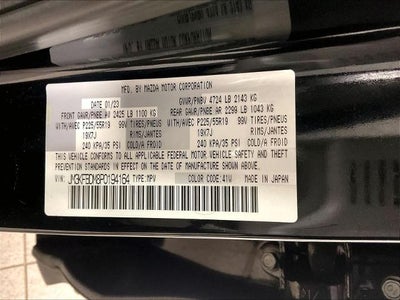 MFD. BY MAZDA MOTOR CORPORATION
DATE 01/23 GVWR/PNBV 4724 LB 2143 KG
FRONT GAWR/PNBE AV 2425 LB 1100 KG REAR GAWR/PNBE AR 2299 LB 1043 KG
WITH/AVEC P225/55R19 99V TIRES/PNEUS WITH/AVEC P225/55R19 99V TIRES/PNEUS
19X7J RIMS/JANTES 19X7J RIMS/JANTES
240 KPA/35 PSI COLD/A FROID 240 KPA/35 PSI COLD/A FROID
THIS VEHICLE CONFORMS TO ALL APPLICABLE FEDERAL MOTOR VEHICLE SAFETY AND THEFT
PREVENTION STANDARDS IN EFFECT ON THE DATE OF MANUFACTURE SHOWN ABOVE.
VIN: TYPE:MPV COLOR CODE:41W MADE IN JAPAN